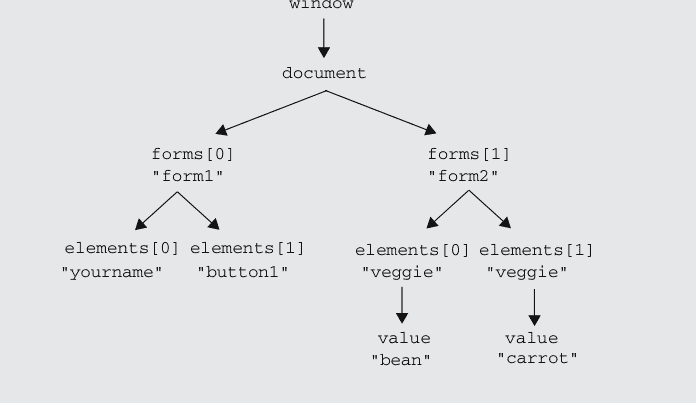 window
document
forms[0] forms[1]
"form1" "form2"
elements[0] elements[1] elements[0] elements[1]
"yourname" "button1" "veggie" "veggie"
value value
"bean" "carrot"